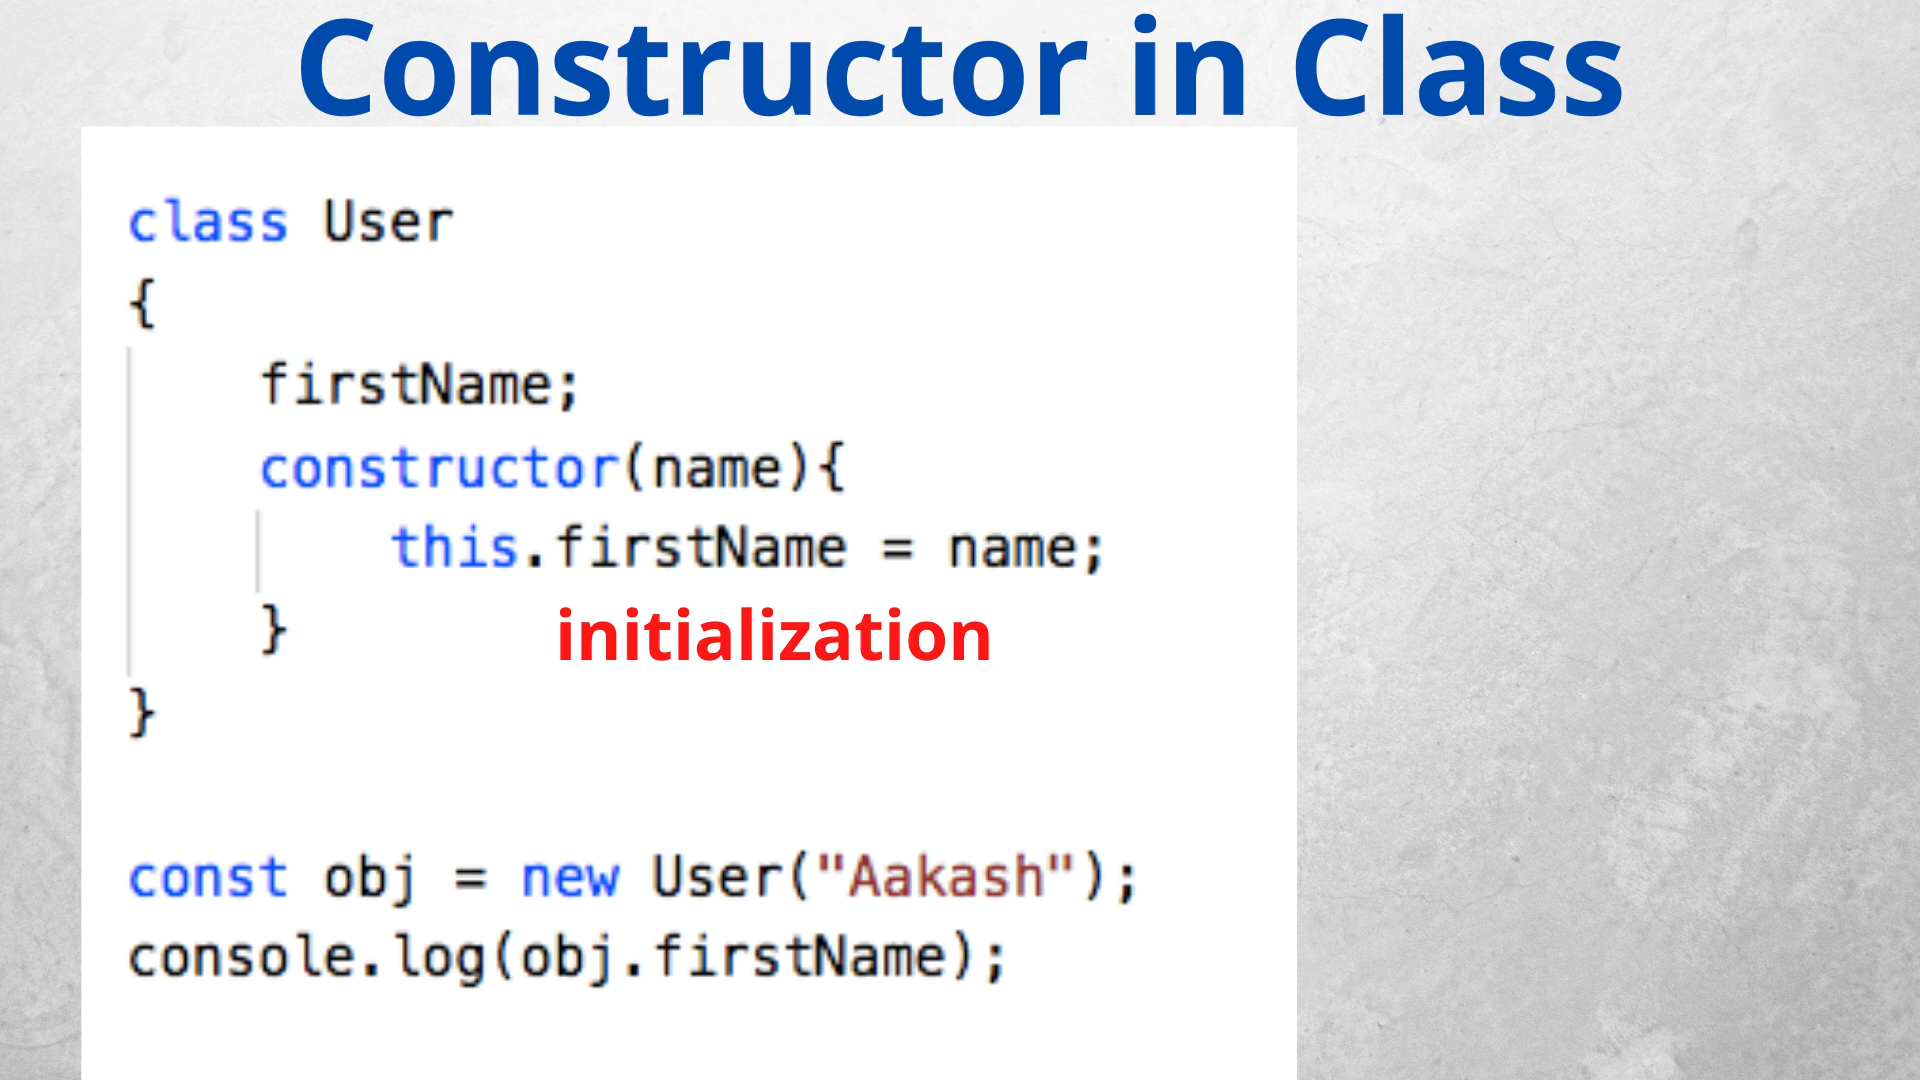 Constructor in Class
class User
{
    firstName;
    constructor(name){
        this.firstName = name;
    }
initialization
}
const obj = new User("Aakash");
console.log(obj.firstName);